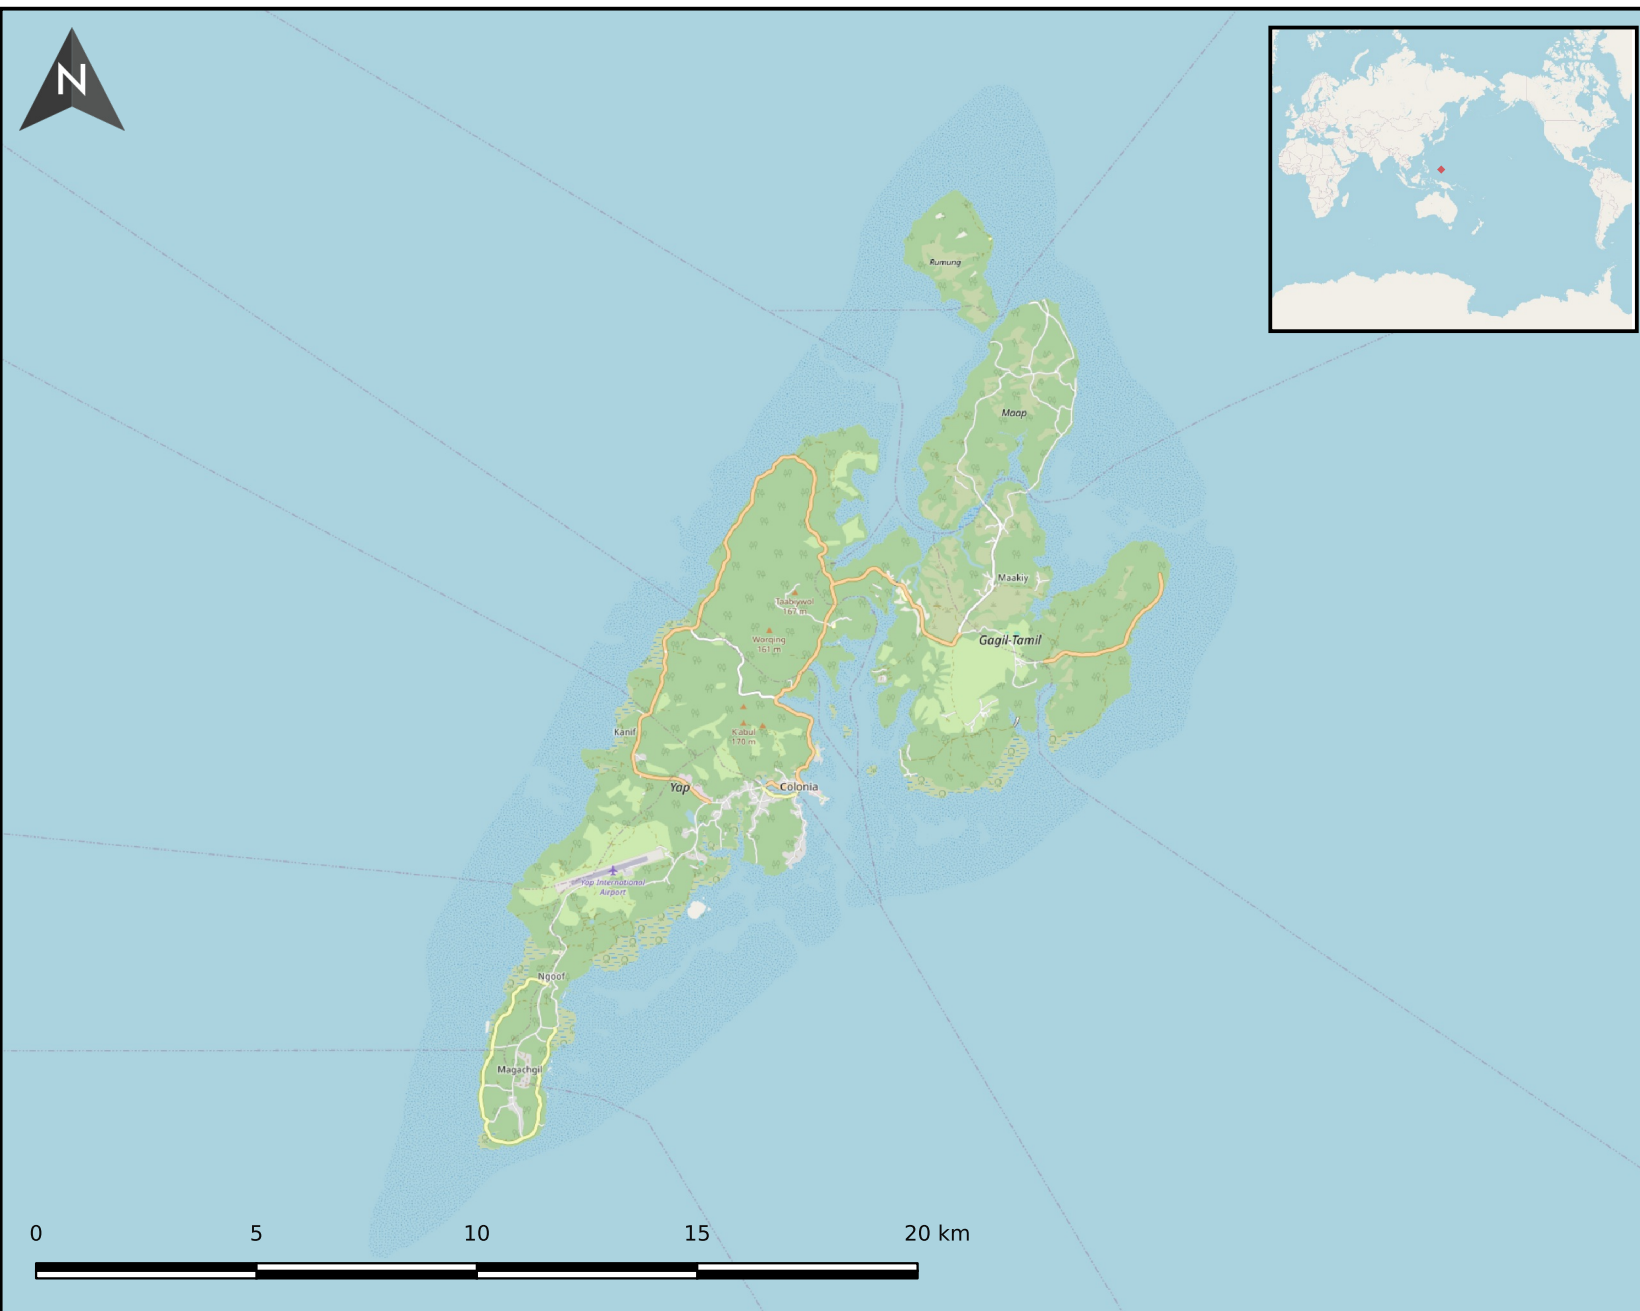 N
Rumung
Maap
Maakiy
Taabiywol
167 m
Worqing
161 m
Gagil-Tamil
Kanif
Kabul
170 m
Yap
Colonia
Yap International
Airport
Ngoof
Magachgil
0 5 10 15 20 km